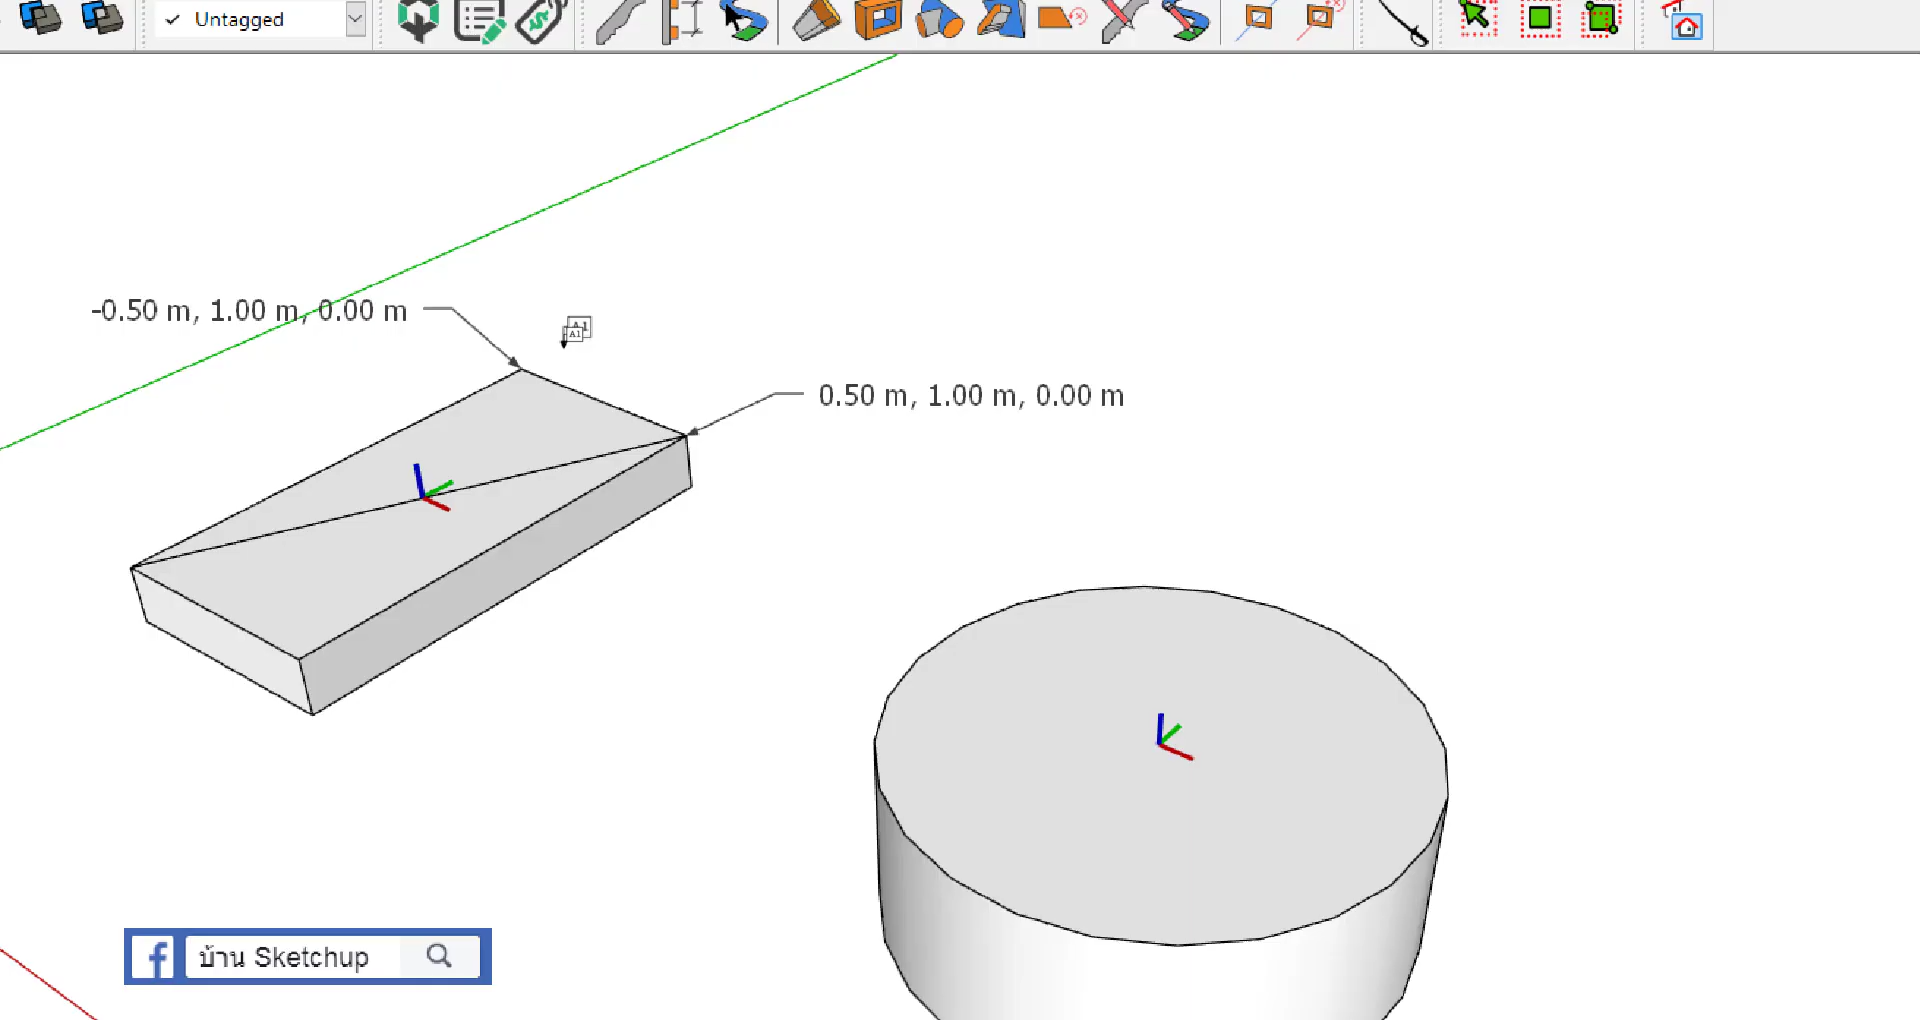 Untagged
-0.50 m, 1.00 m, 0.00 m
0.50 m, 1.00 m, 0.00 m
บ้าน Sketchup